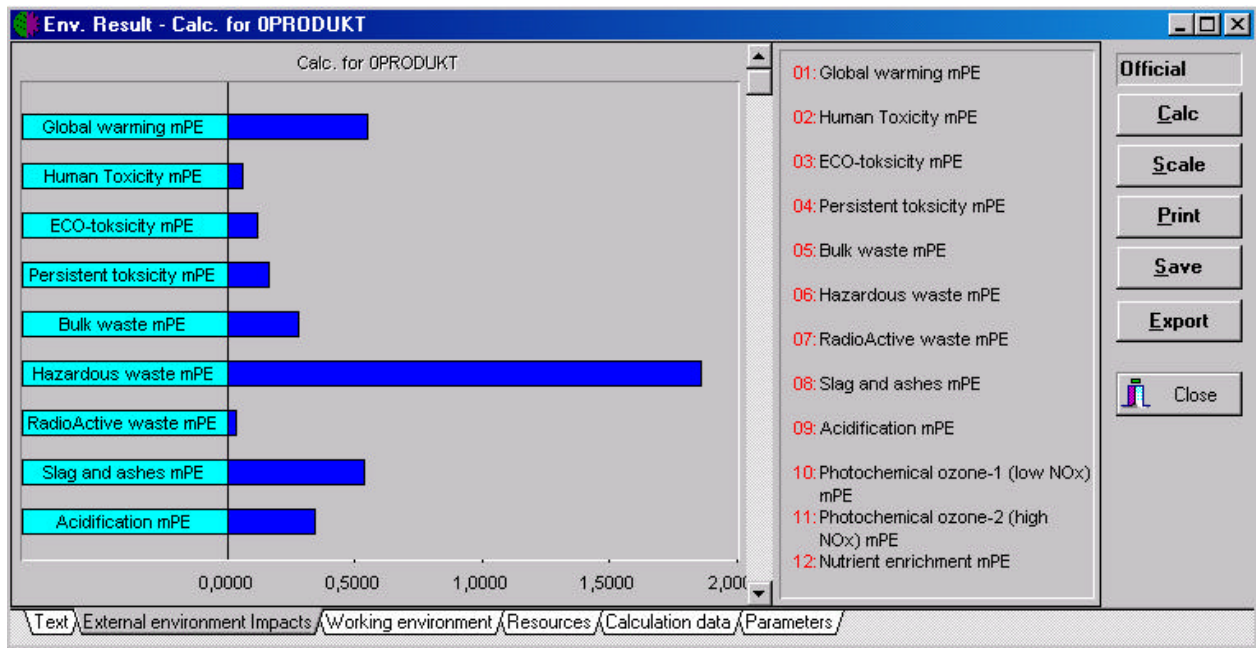 Env. Result - Calc. for 0PRODUKT
Calc. for 0PRODUKT
Global warming mPE
Human Toxicity mPE
ECO-toksicity mPE
Persistent toksicity mPE
Bulk waste mPE
Hazardous waste mPE
RadioActive waste mPE
Slag and ashes mPE
Acidification mPE
0,0000 0,5000 1,0000 1,5000 2,000
01: Global warming mPE
02: Human Toxicity mPE
03: ECO-toksicity mPE
04: Persistent toksicity mPE
05: Bulk waste mPE
06: Hazardous waste mPE
07: RadioActive waste mPE
08: Slag and ashes mPE
09: Acidification mPE
10: Photochemical ozone-1 (low NOx)
mPE
11: Photochemical ozone-2 (high
NOx) mPE
12: Nutrient enrichment mPE
Official
Calc
Scale
Print
Save
Export
Close
Text External environment Impacts Working environment Resources Calculation data Parameters